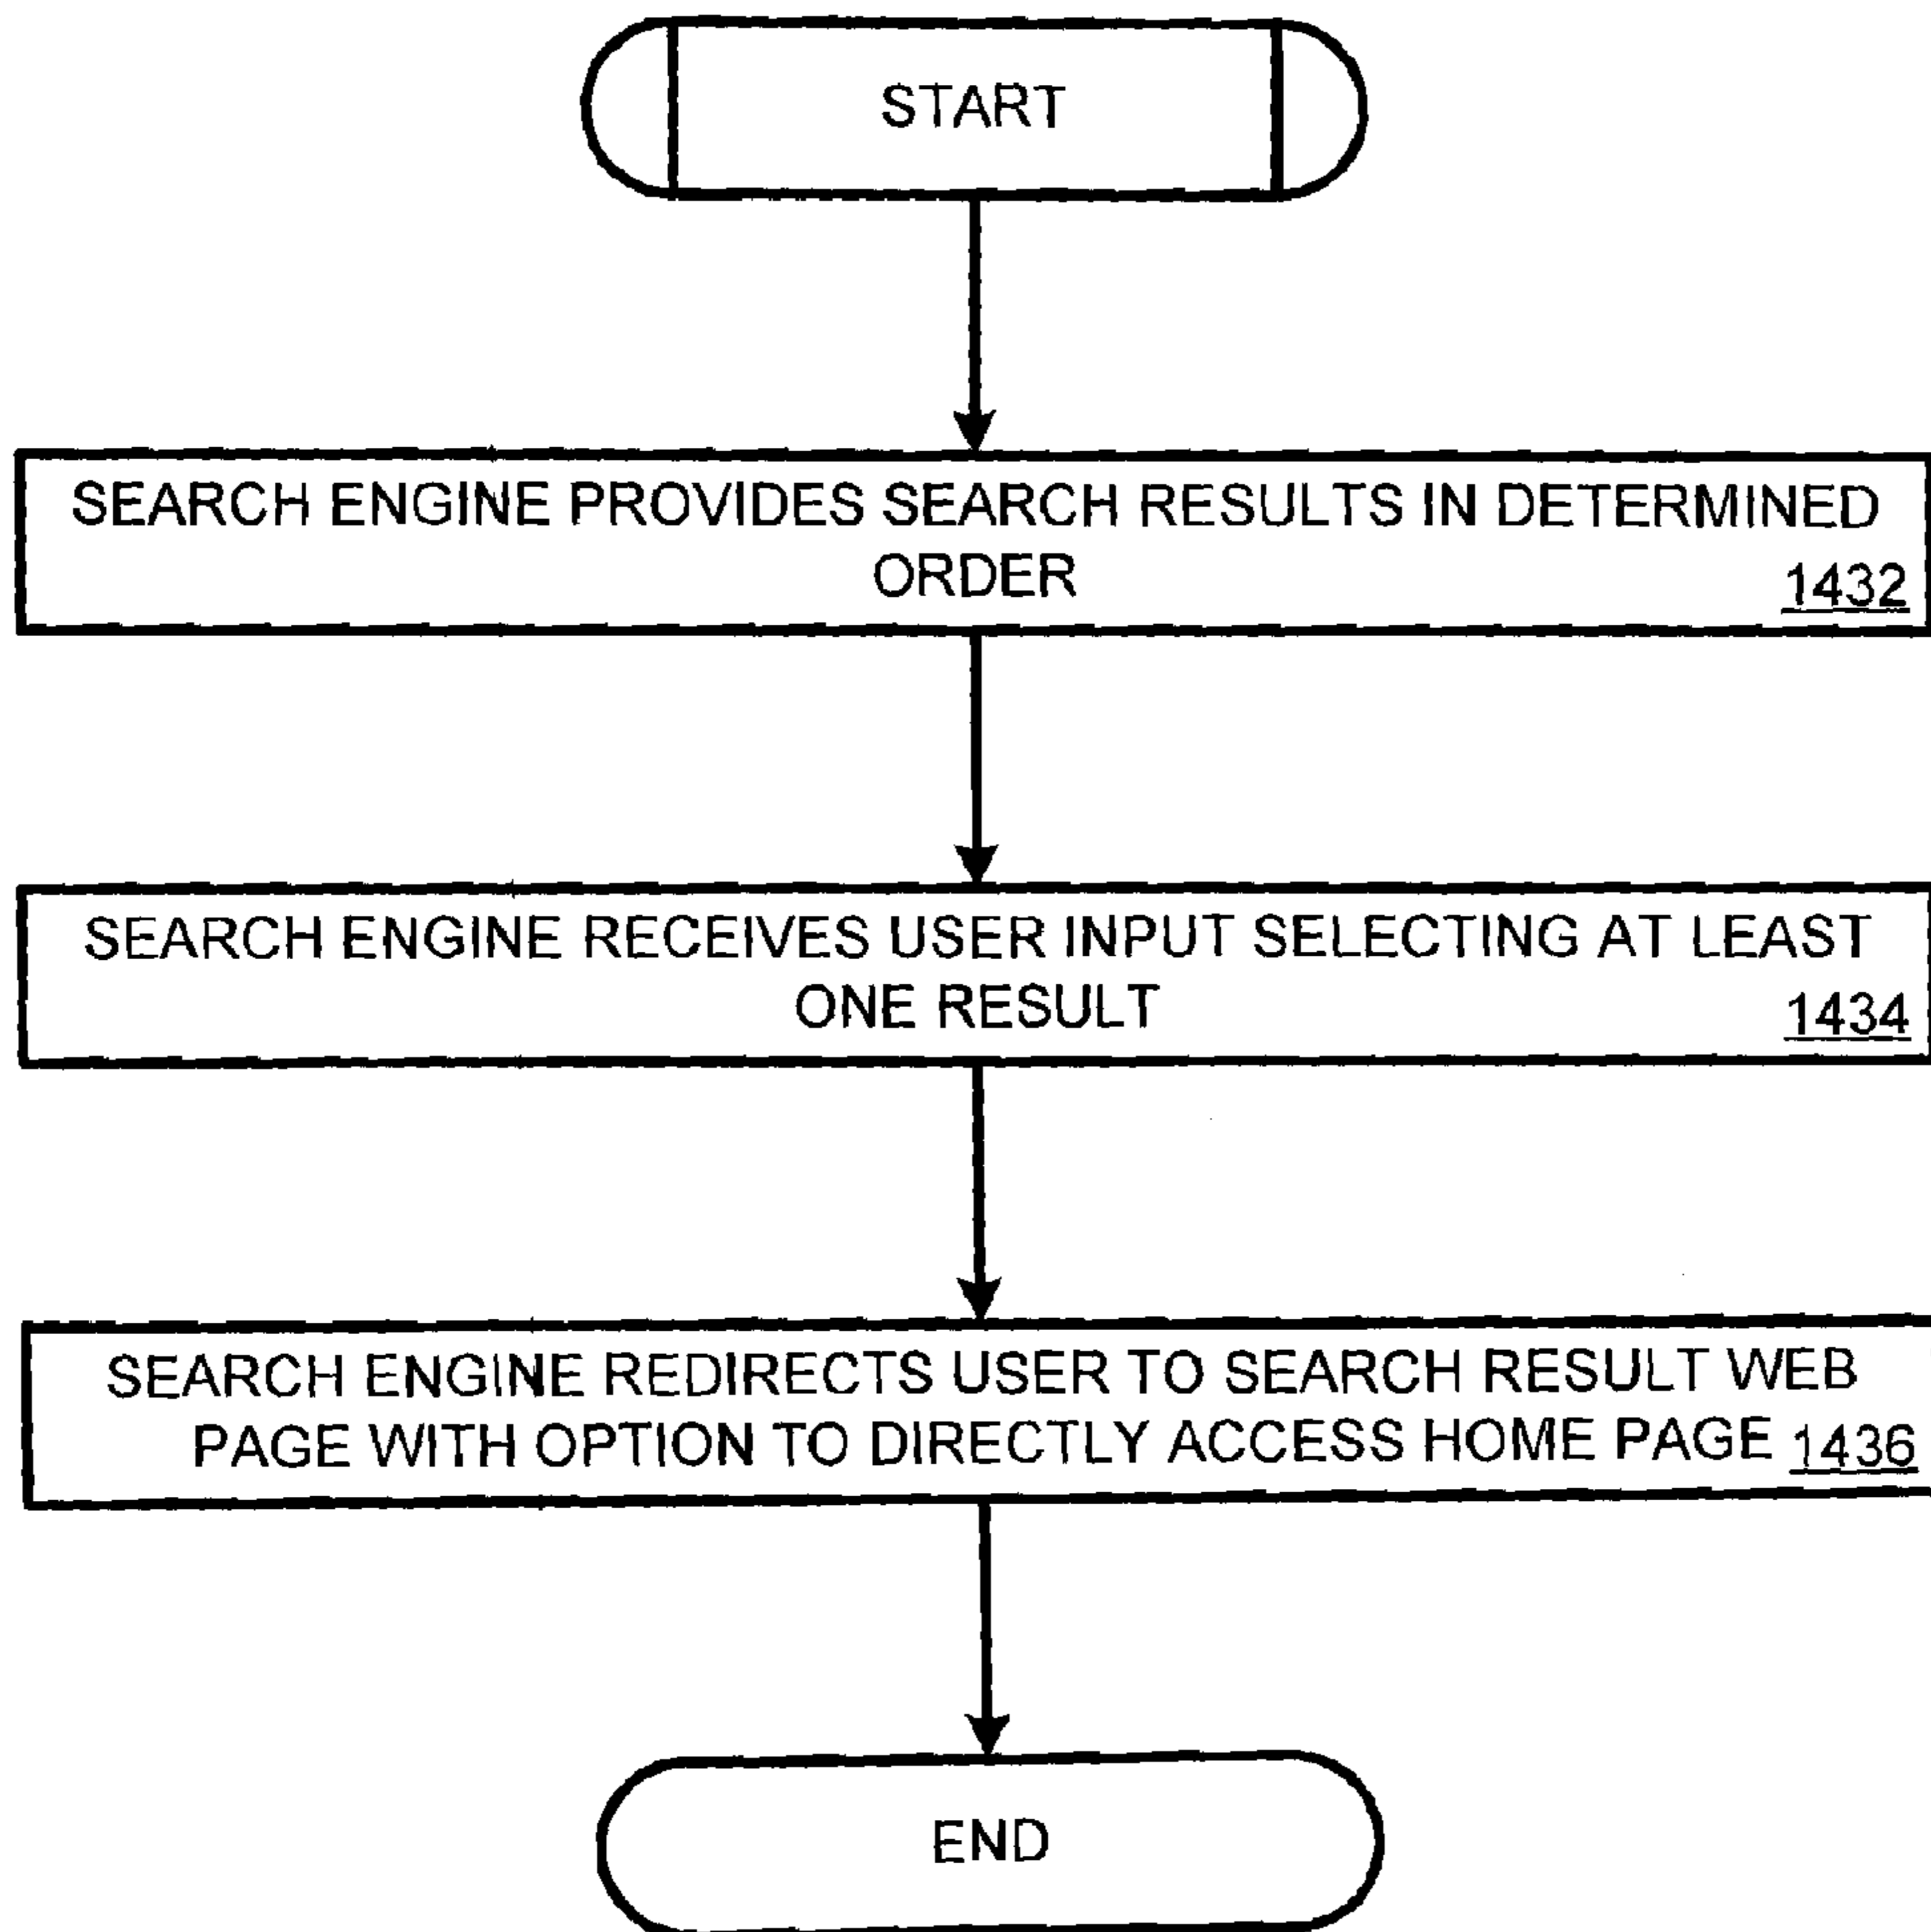 START
SEARCH ENGINE PROVIDES SEARCH RESULTS IN DETERMINED
ORDER
1432
SEARCH ENGINE RECEIVES USER INPUT SELECTING AT LEAST
ONE RESULT
1434
SEARCH ENGINE REDIRECTS USER TO SEARCH RESULT WEB
PAGE WITH OPTION TO DIRECTLY ACCESS HOME PAGE 1436
END